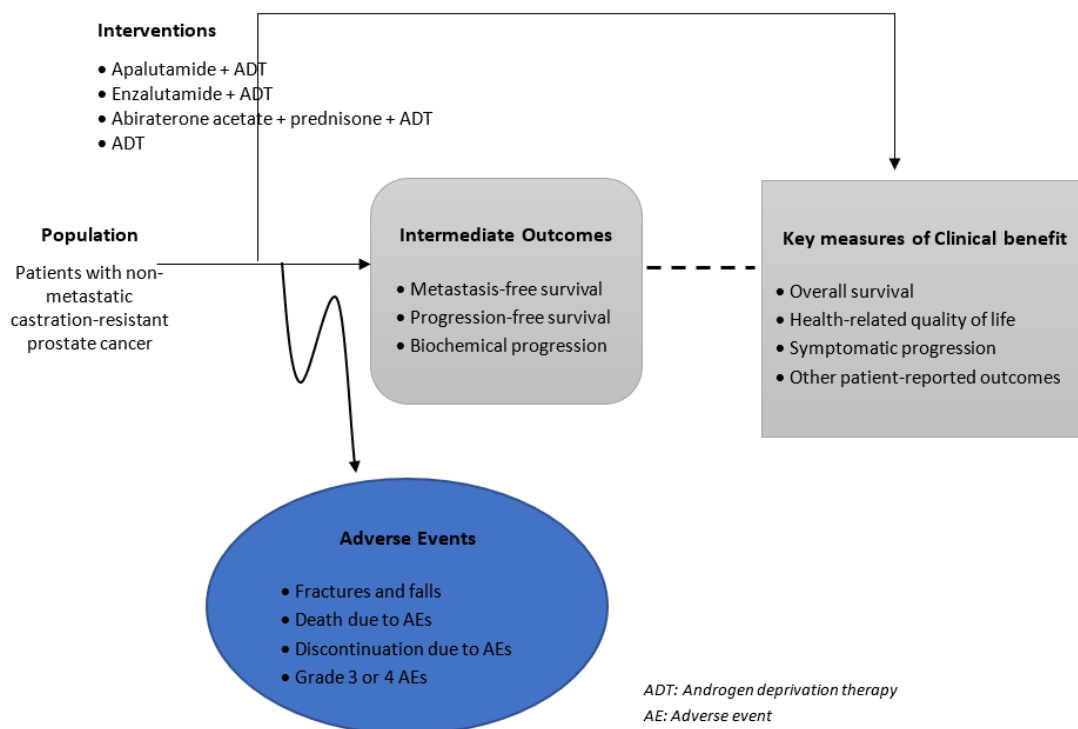 Interventions
• Apalutamide + ADT
• Enzalutamide + ADT
• Abiraterone acetate + prednisone + ADT
• ADT
Population
Patients with non-
metastatic
castration-resistant
prostate cancer
Intermediate Outcomes
• Metastasis-free survival
• Progression-free survival
• Biochemical progression
Key measures of Clinical benefit
• Overall survival
• Health-related quality of life
• Symptomatic progression
• Other patient-reported outcomes
Adverse Events
• Fractures and falls
• Death due to AEs
• Discontinuation due to AEs
• Grade 3 or 4 AEs
ADT: Androgen deprivation therapy
AE: Adverse event